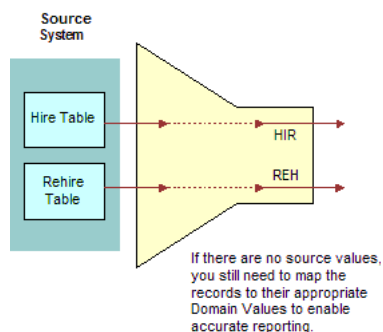 Source
System
Hire Table
HIR
Rehire
Table
REH
If there are no source values,
you still need to map the
records to their appropriate
Domain Values to enable
accurate reporting.